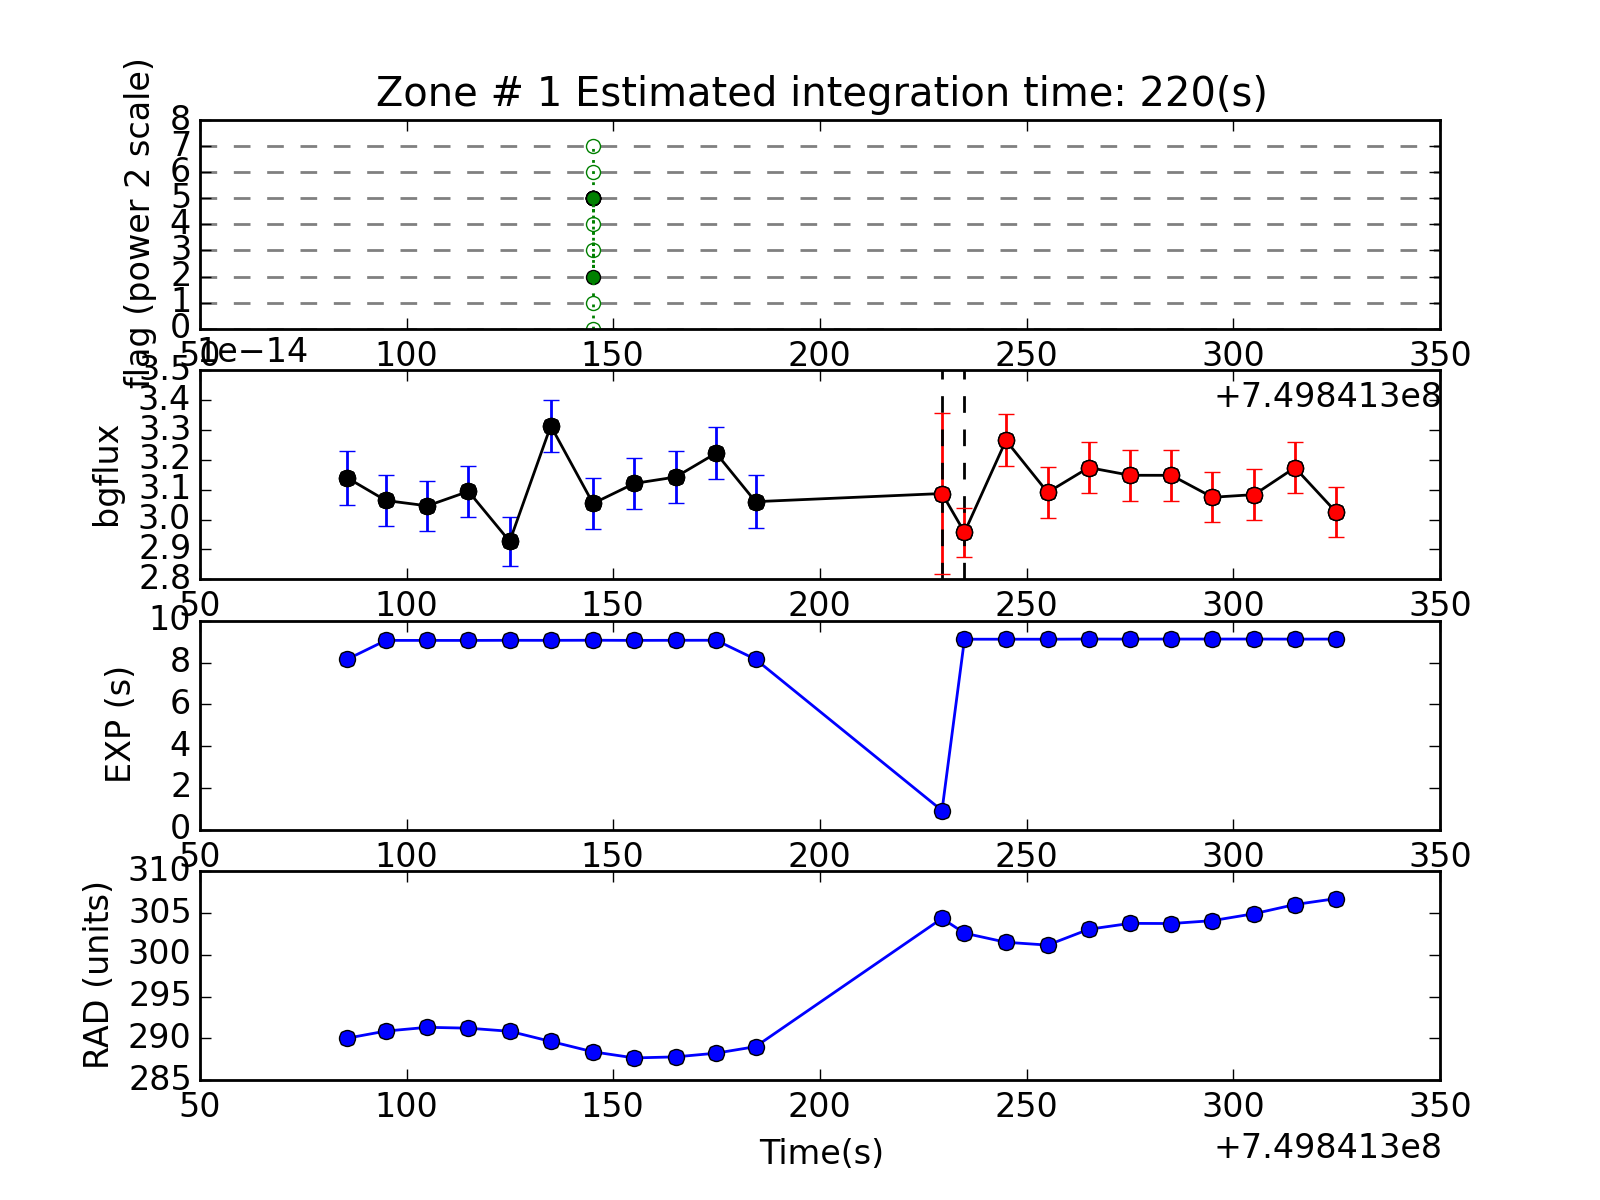 Zone # 1 Estimated integration time: 220(s)
flag (power 2 scale)
8
7
6
5
4
3
2
1
0
50 100 150 200 250 300 350
1e−14
+7.498413e8
bgflux
3.5
3.4
3.3
3.2
3.1
3.0
2.9
2.8
50 100 150 200 250 300 350
EXP (s)
10
8
6
4
2
0
50 100 150 200 250 300 350
RAD (units)
310
305
300
295
290
285
50 100 150 200 250 300 350
Time(s)
+7.498413e8